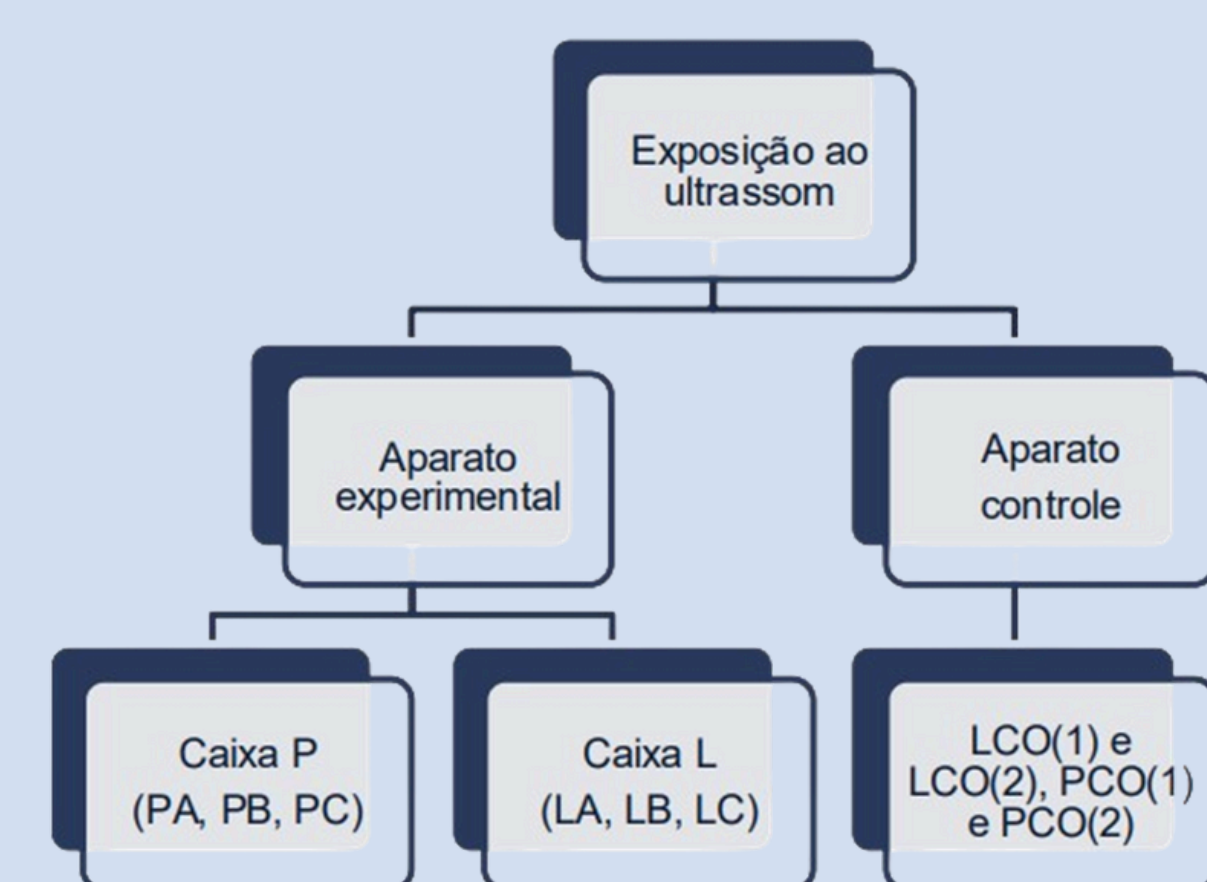 Exposição ao
ultrassom
Aparato
experimental
Aparato
controle
Caixa P
(PA, PB, PC)
Caixa L
(LA, LB, LC)
LCO(1) e
LCO(2), PCO(1)
e PCO(2)